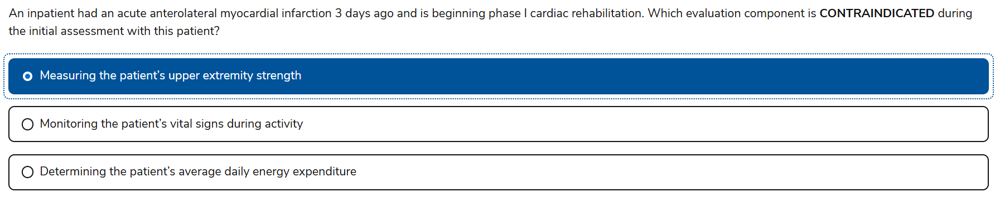 An inpatient had an acute anterolateral myocardial infarction 3 days ago and is beginning phase I cardiac rehabilitation. Which evaluation component is CONTRAINDICATED during
the initial assessment with this patient?
Measuring the patient’s upper extremity strength
Monitoring the patient’s vital signs during activity
Determining the patient’s average daily energy expenditure